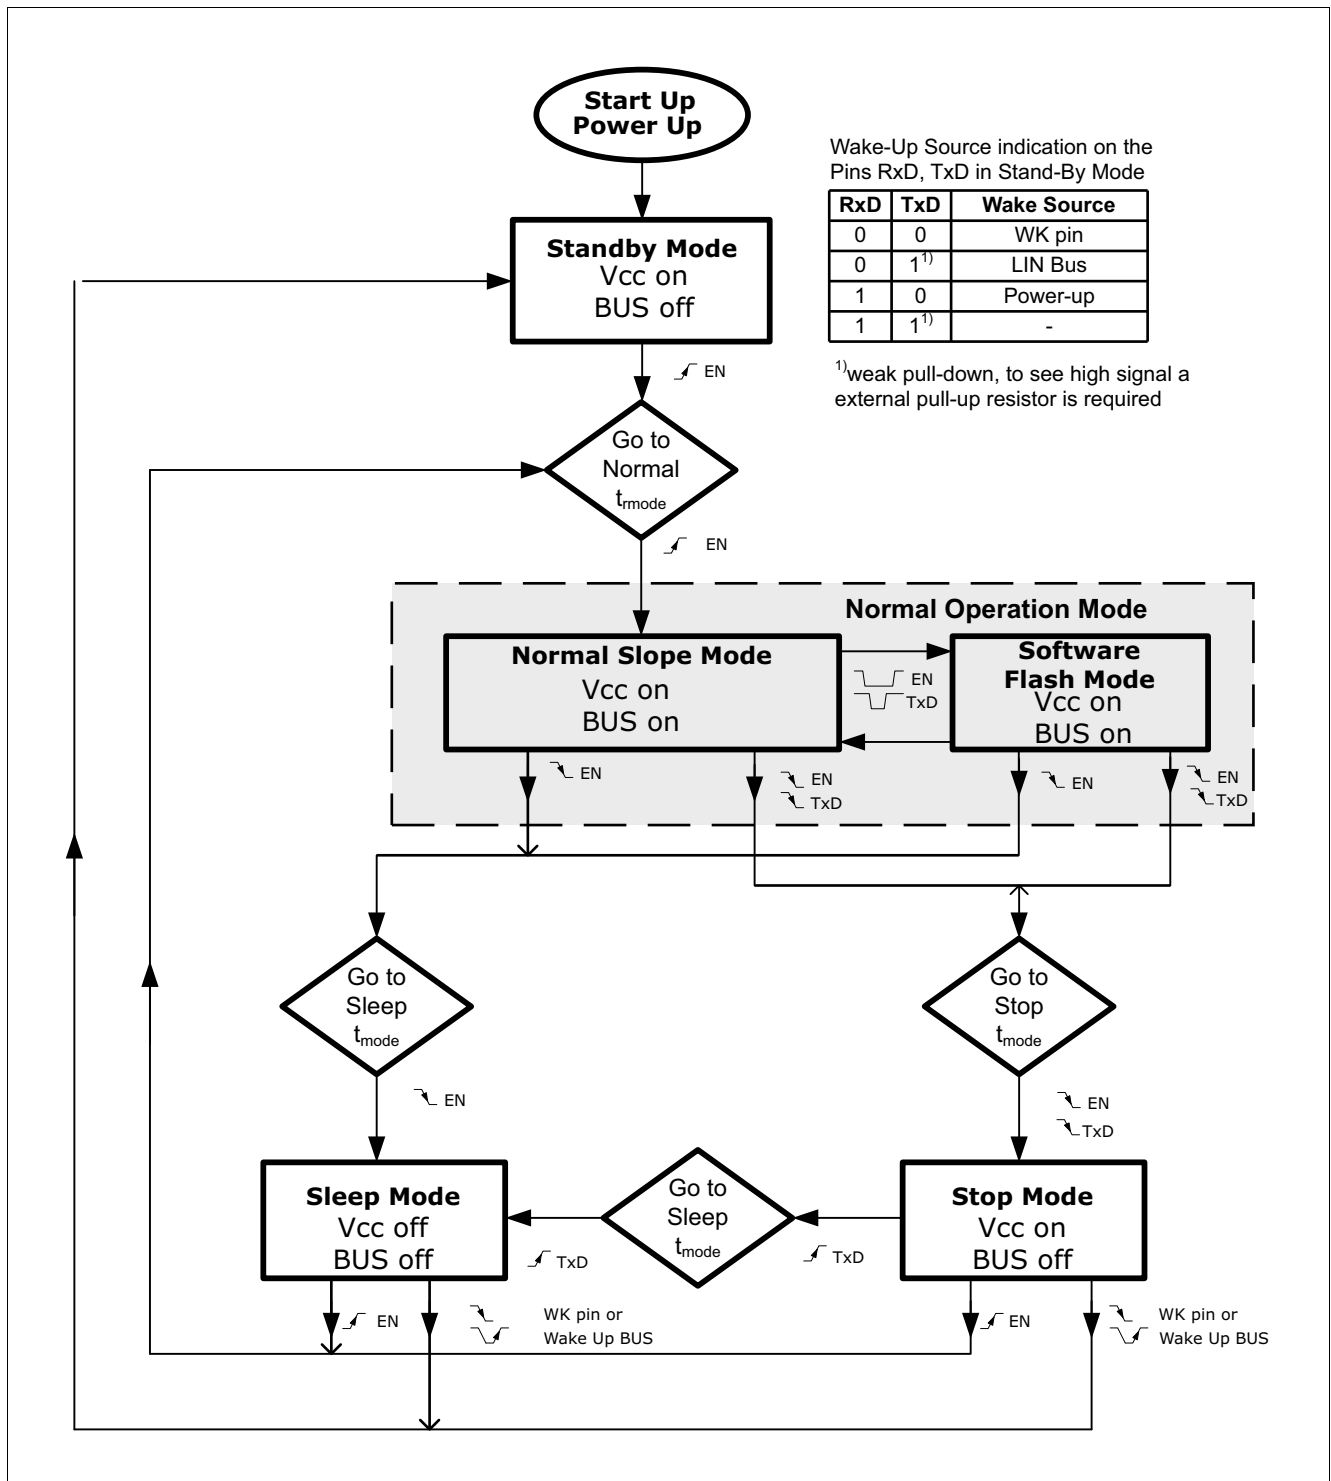 Start Up
Power Up
Wake-Up Source indication on the
Pins RxD, TxD in Stand-By Mode
RxD TxD Wake Source
0 0 WK pin
0 1¹⁾ LIN Bus
1 0 Power-up
1 1¹⁾ -
¹⁾weak pull-down, to see high signal a
external pull-up resistor is required
Standby Mode
Vcc on
BUS off
EN
Go to
Normal
trmode
EN
Normal Operation Mode
Normal Slope Mode
Vcc on
BUS on
EN
TxD
Software
Flash Mode
Vcc on
BUS on
EN
EN
TxD
EN
EN
TxD
Go to
Sleep
tmode
Go to
Stop
tmode
EN
EN
TxD
Sleep Mode
Vcc off
BUS off
Go to
Sleep
tmode
TxD
TxD
Stop Mode
Vcc on
BUS off
EN
WK pin or
Wake Up BUS
EN
WK pin or
Wake Up BUS